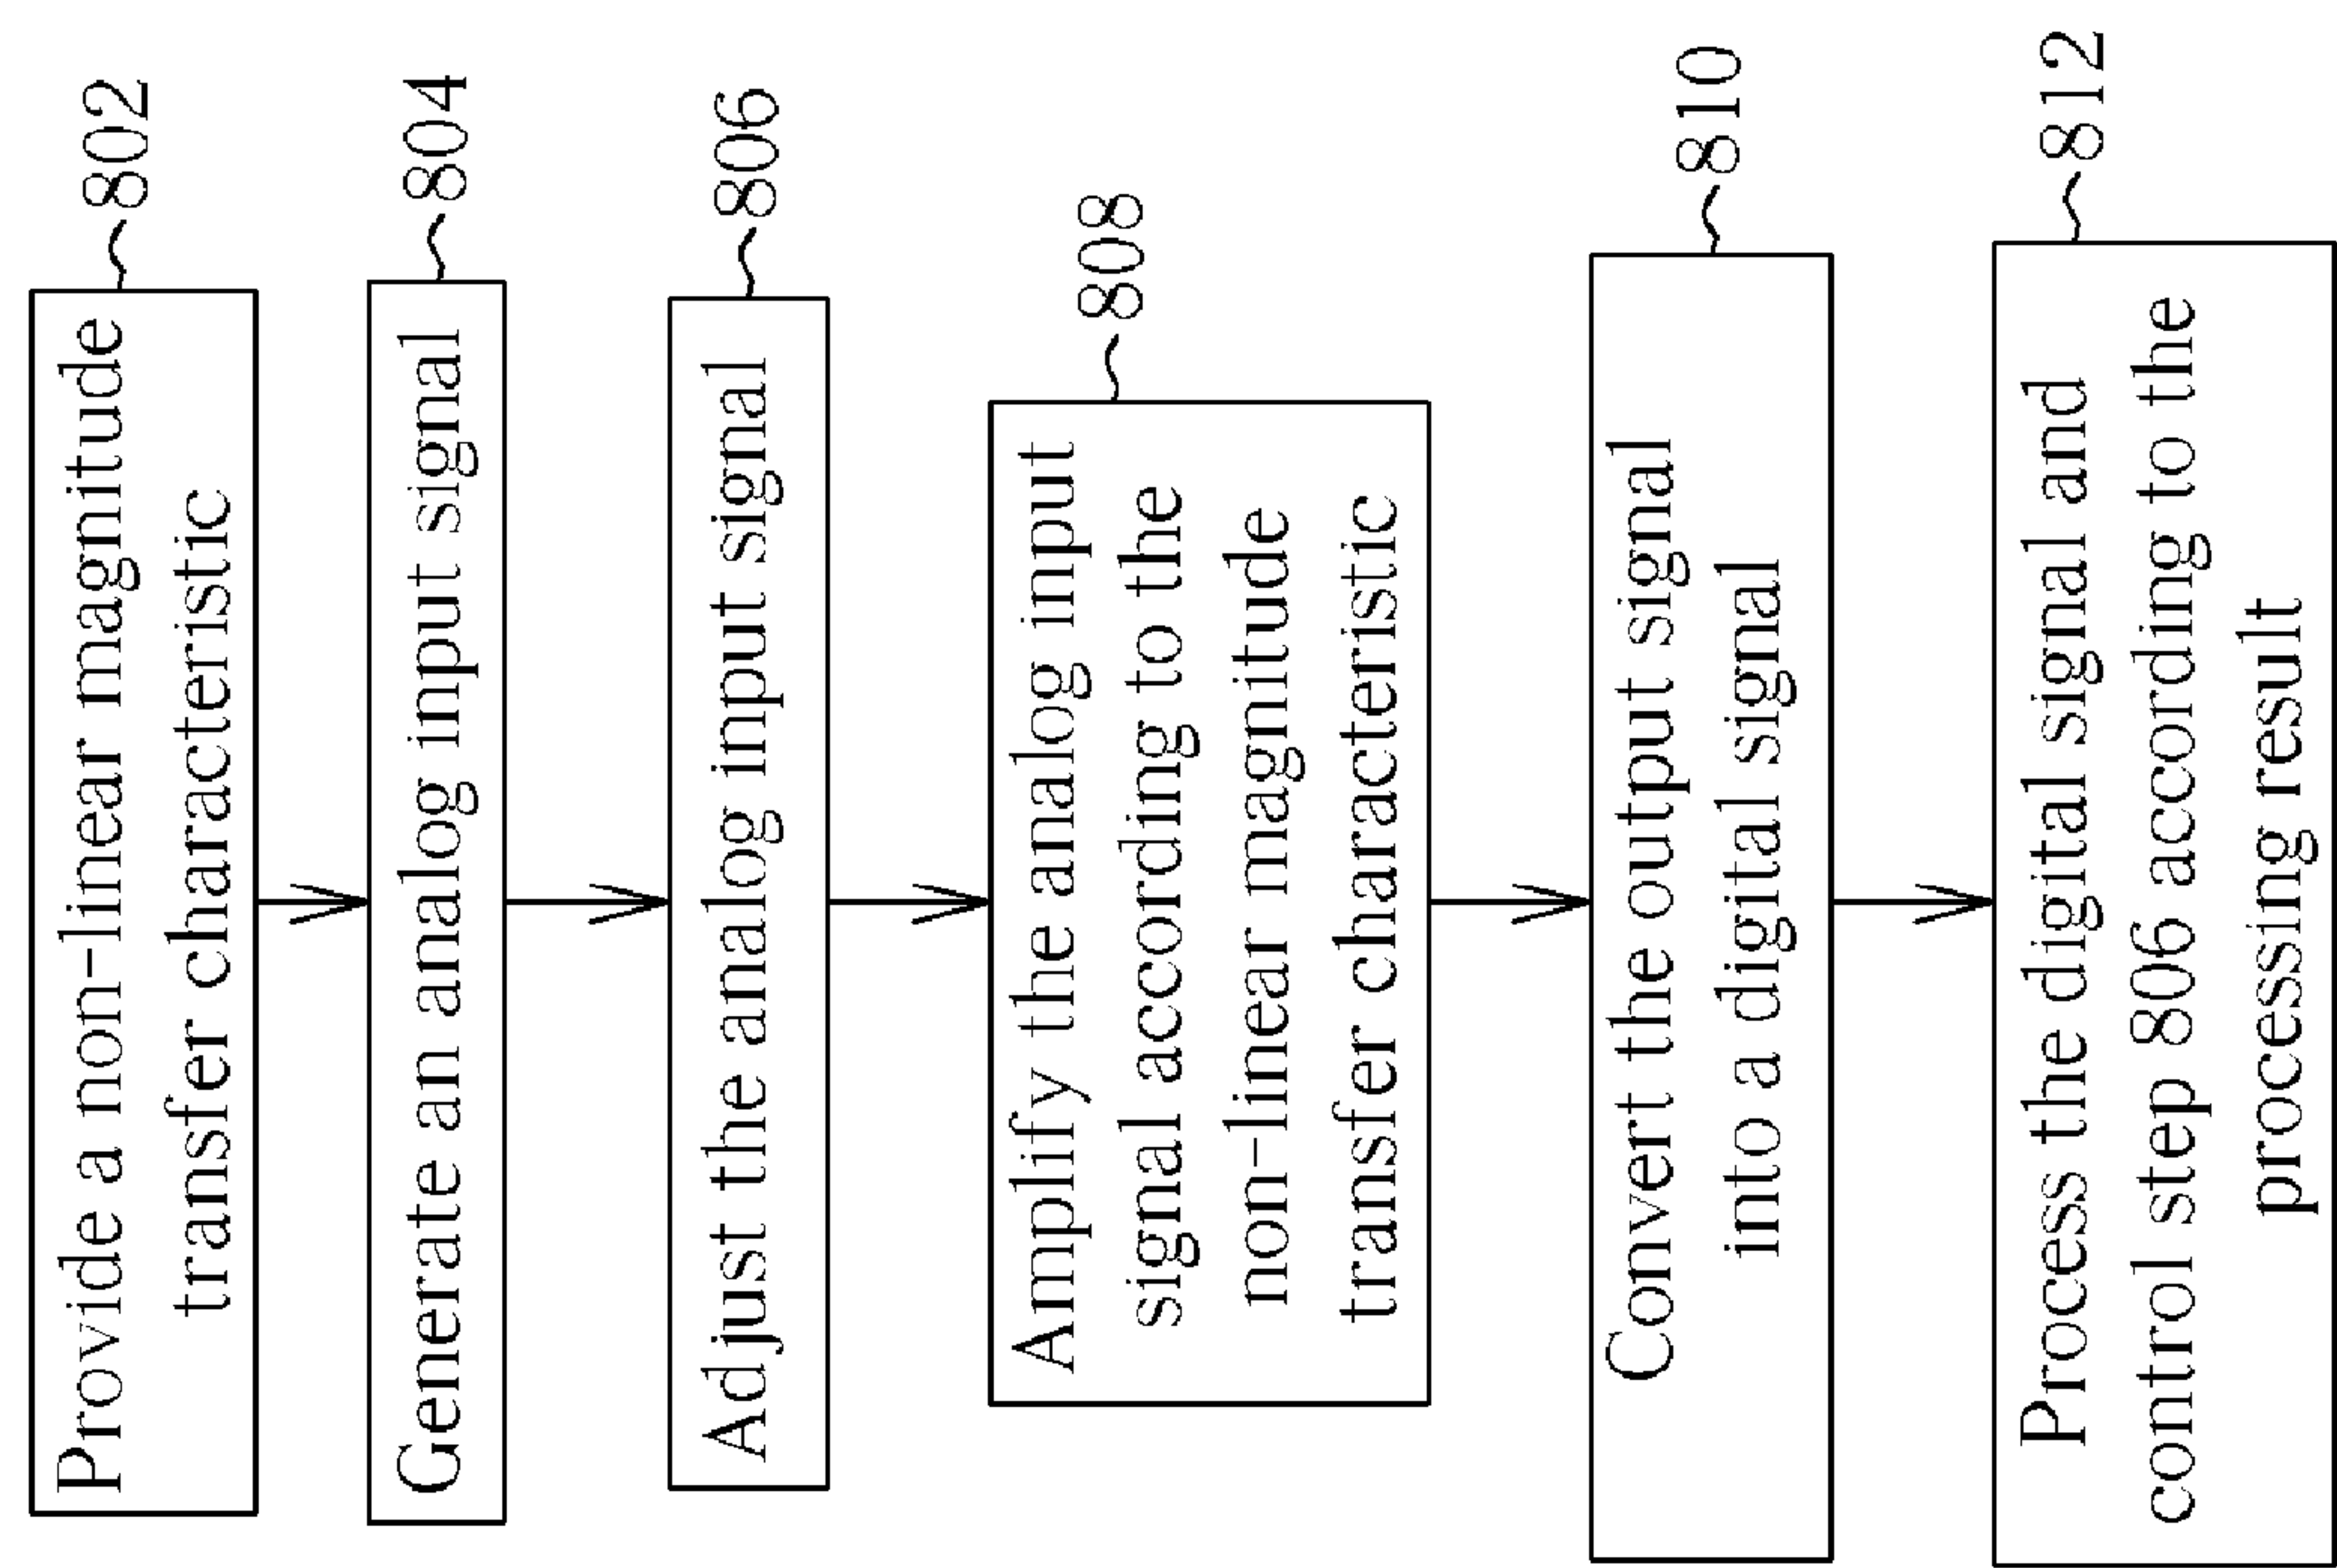 Provide a non-linear magnitude
transfer characteristic
802
Generate an analog input signal
804
Adjust the analog input signal
806
Amplify the analog input
signal according to the
non-linear magnitude
transfer characteristic
808
Convert the output signal
into a digital signal
810
Process the digital signal and
control step 806 according to the
processing result
812